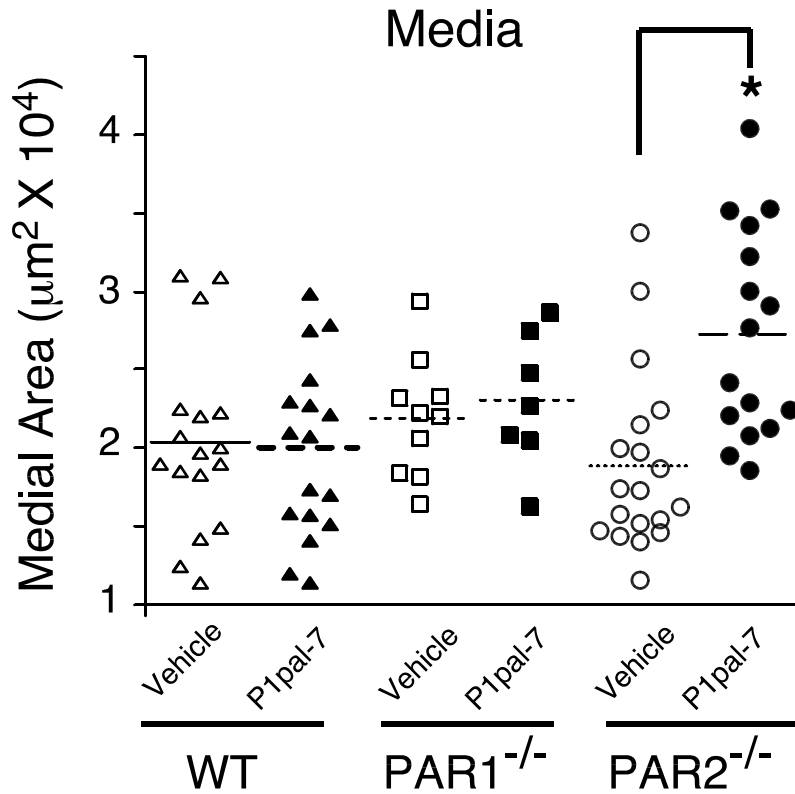 Media
Medial Area (μm² X 10⁴)
4
3
2
1
*
Vehicle
P1pal-7
Vehicle
P1pal-7
Vehicle
P1pal-7
WT
PAR1⁻/⁻
PAR2⁻/⁻